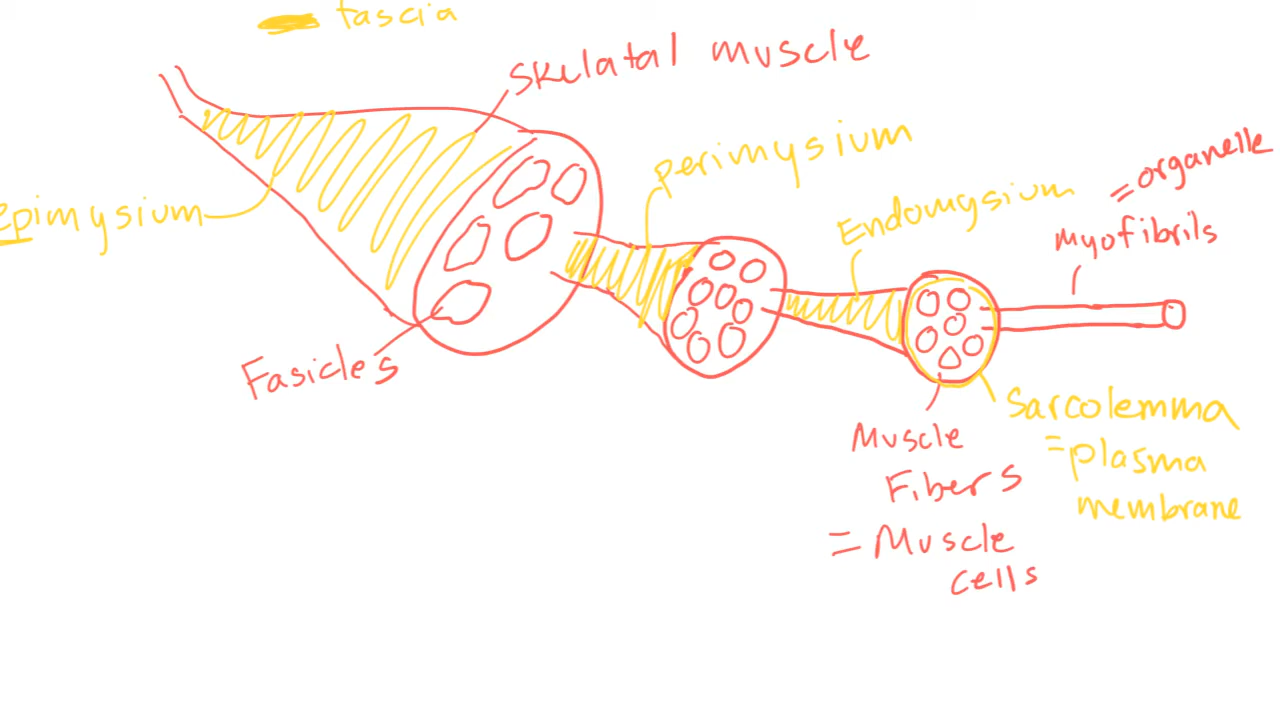 fascia
Skelatal muscle
perimysium
=organelle
epimysium
Endomysium
myofibrils
Fasicles
Sarcolemma
=plasma
membrane
Muscle
Fibers
=Muscle
cells